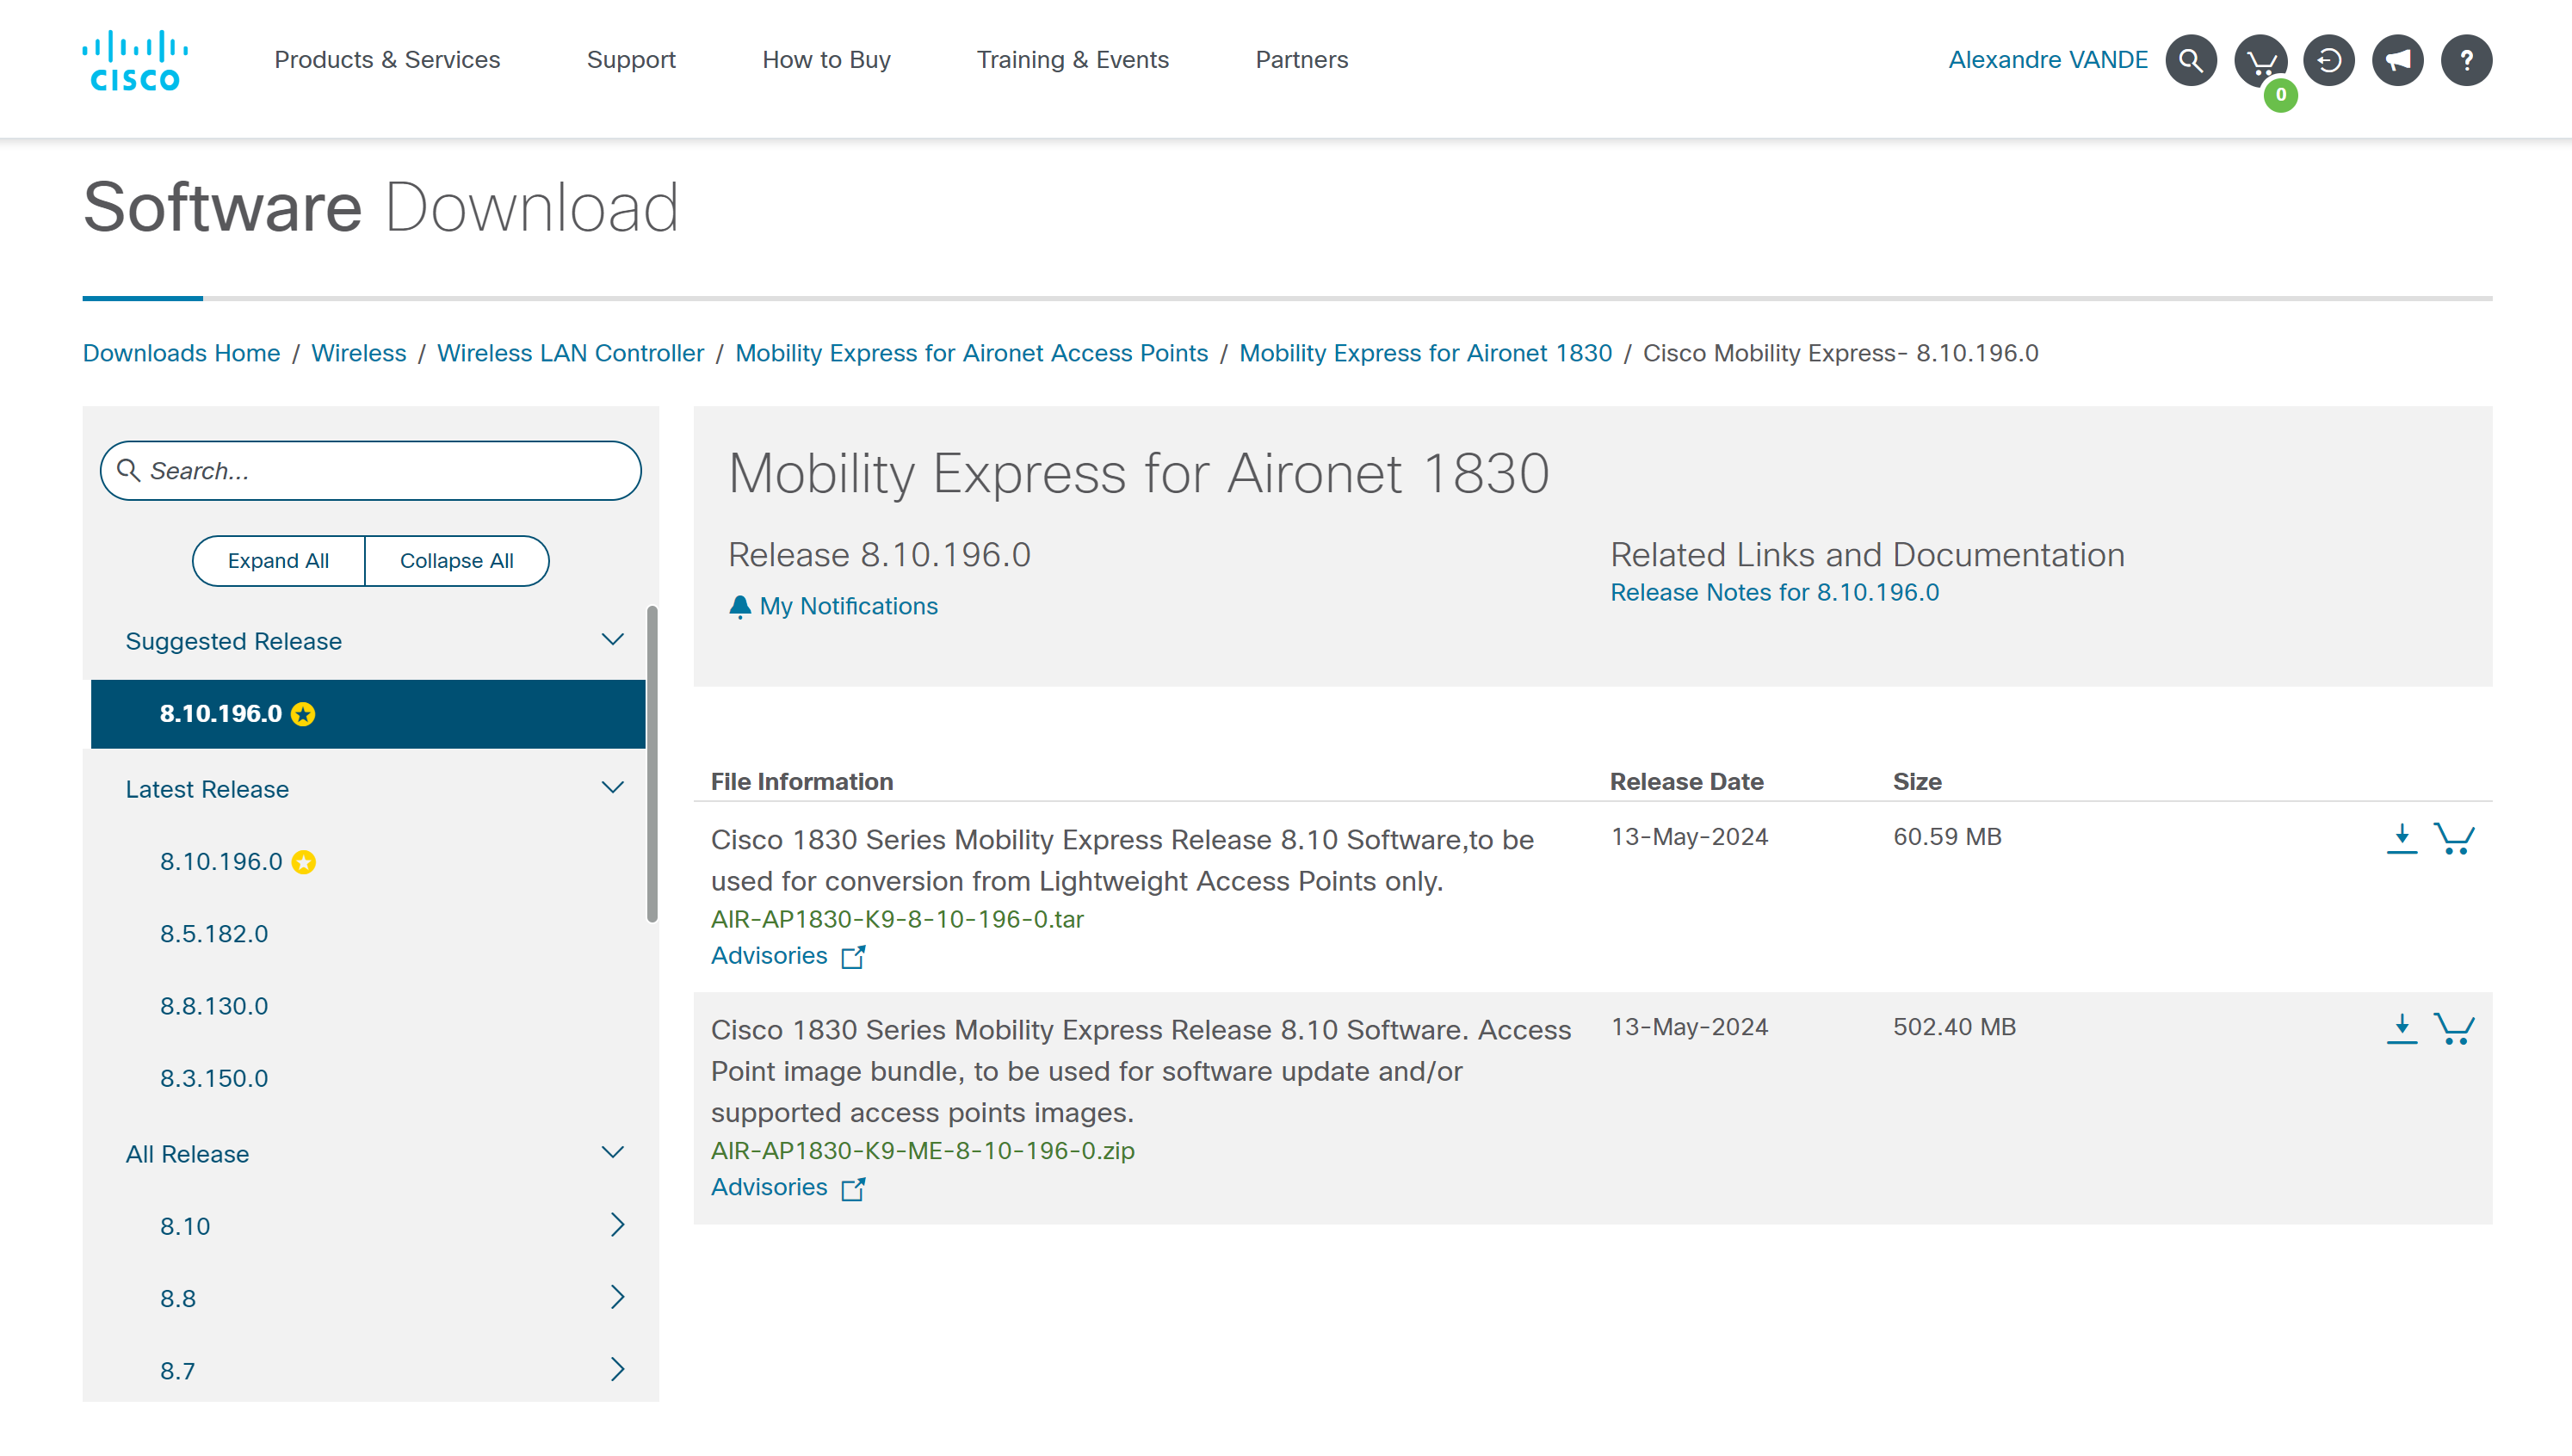 CISCO
Products & Services
Support
How to Buy
Training & Events
Partners
Alexandre VANDE
?
0
Software Download
Downloads Home / Wireless / Wireless LAN Controller / Mobility Express for Aironet Access Points / Mobility Express for Aironet 1830 / Cisco Mobility Express- 8.10.196.0
Search...
Expand All
Collapse All
Suggested Release
8.10.196.0
Latest Release
8.10.196.0
8.5.182.0
8.8.130.0
8.3.150.0
All Release
8.10
8.8
8.7
Mobility Express for Aironet 1830
Release 8.10.196.0
My Notifications
Related Links and Documentation
Release Notes for 8.10.196.0
File Information
Release Date
Size
Cisco 1830 Series Mobility Express Release 8.10 Software,to be
used for conversion from Lightweight Access Points only.
AIR-AP1830-K9-8-10-196-0.tar
Advisories
13-May-2024
60.59 MB
Cisco 1830 Series Mobility Express Release 8.10 Software. Access
Point image bundle, to be used for software update and/or
supported access points images.
AIR-AP1830-K9-ME-8-10-196-0.zip
Advisories
13-May-2024
502.40 MB